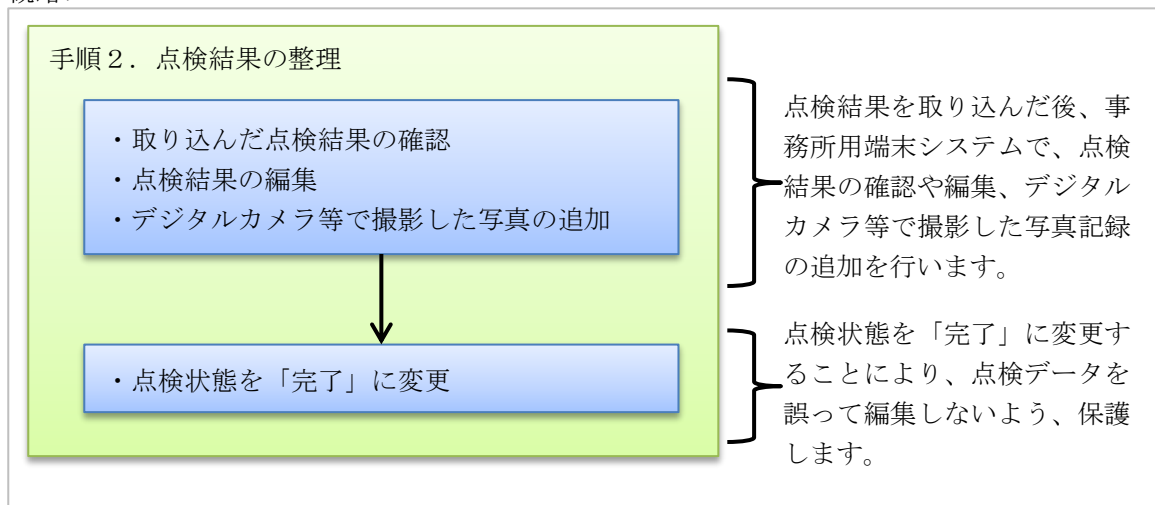 手順２．点検結果の整理
・取り込んだ点検結果の確認
・点検結果の編集
・デジタルカメラ等で撮影した写真の追加
点検結果を取り込んだ後、事
務所用端末システムで、点検
結果の確認や編集、デジタル
カメラ等で撮影した写真記録
の追加を行います。
・点検状態を「完了」に変更
点検状態を「完了」に変更す
ることにより、点検データを
誤って編集しないよう、保護
します。